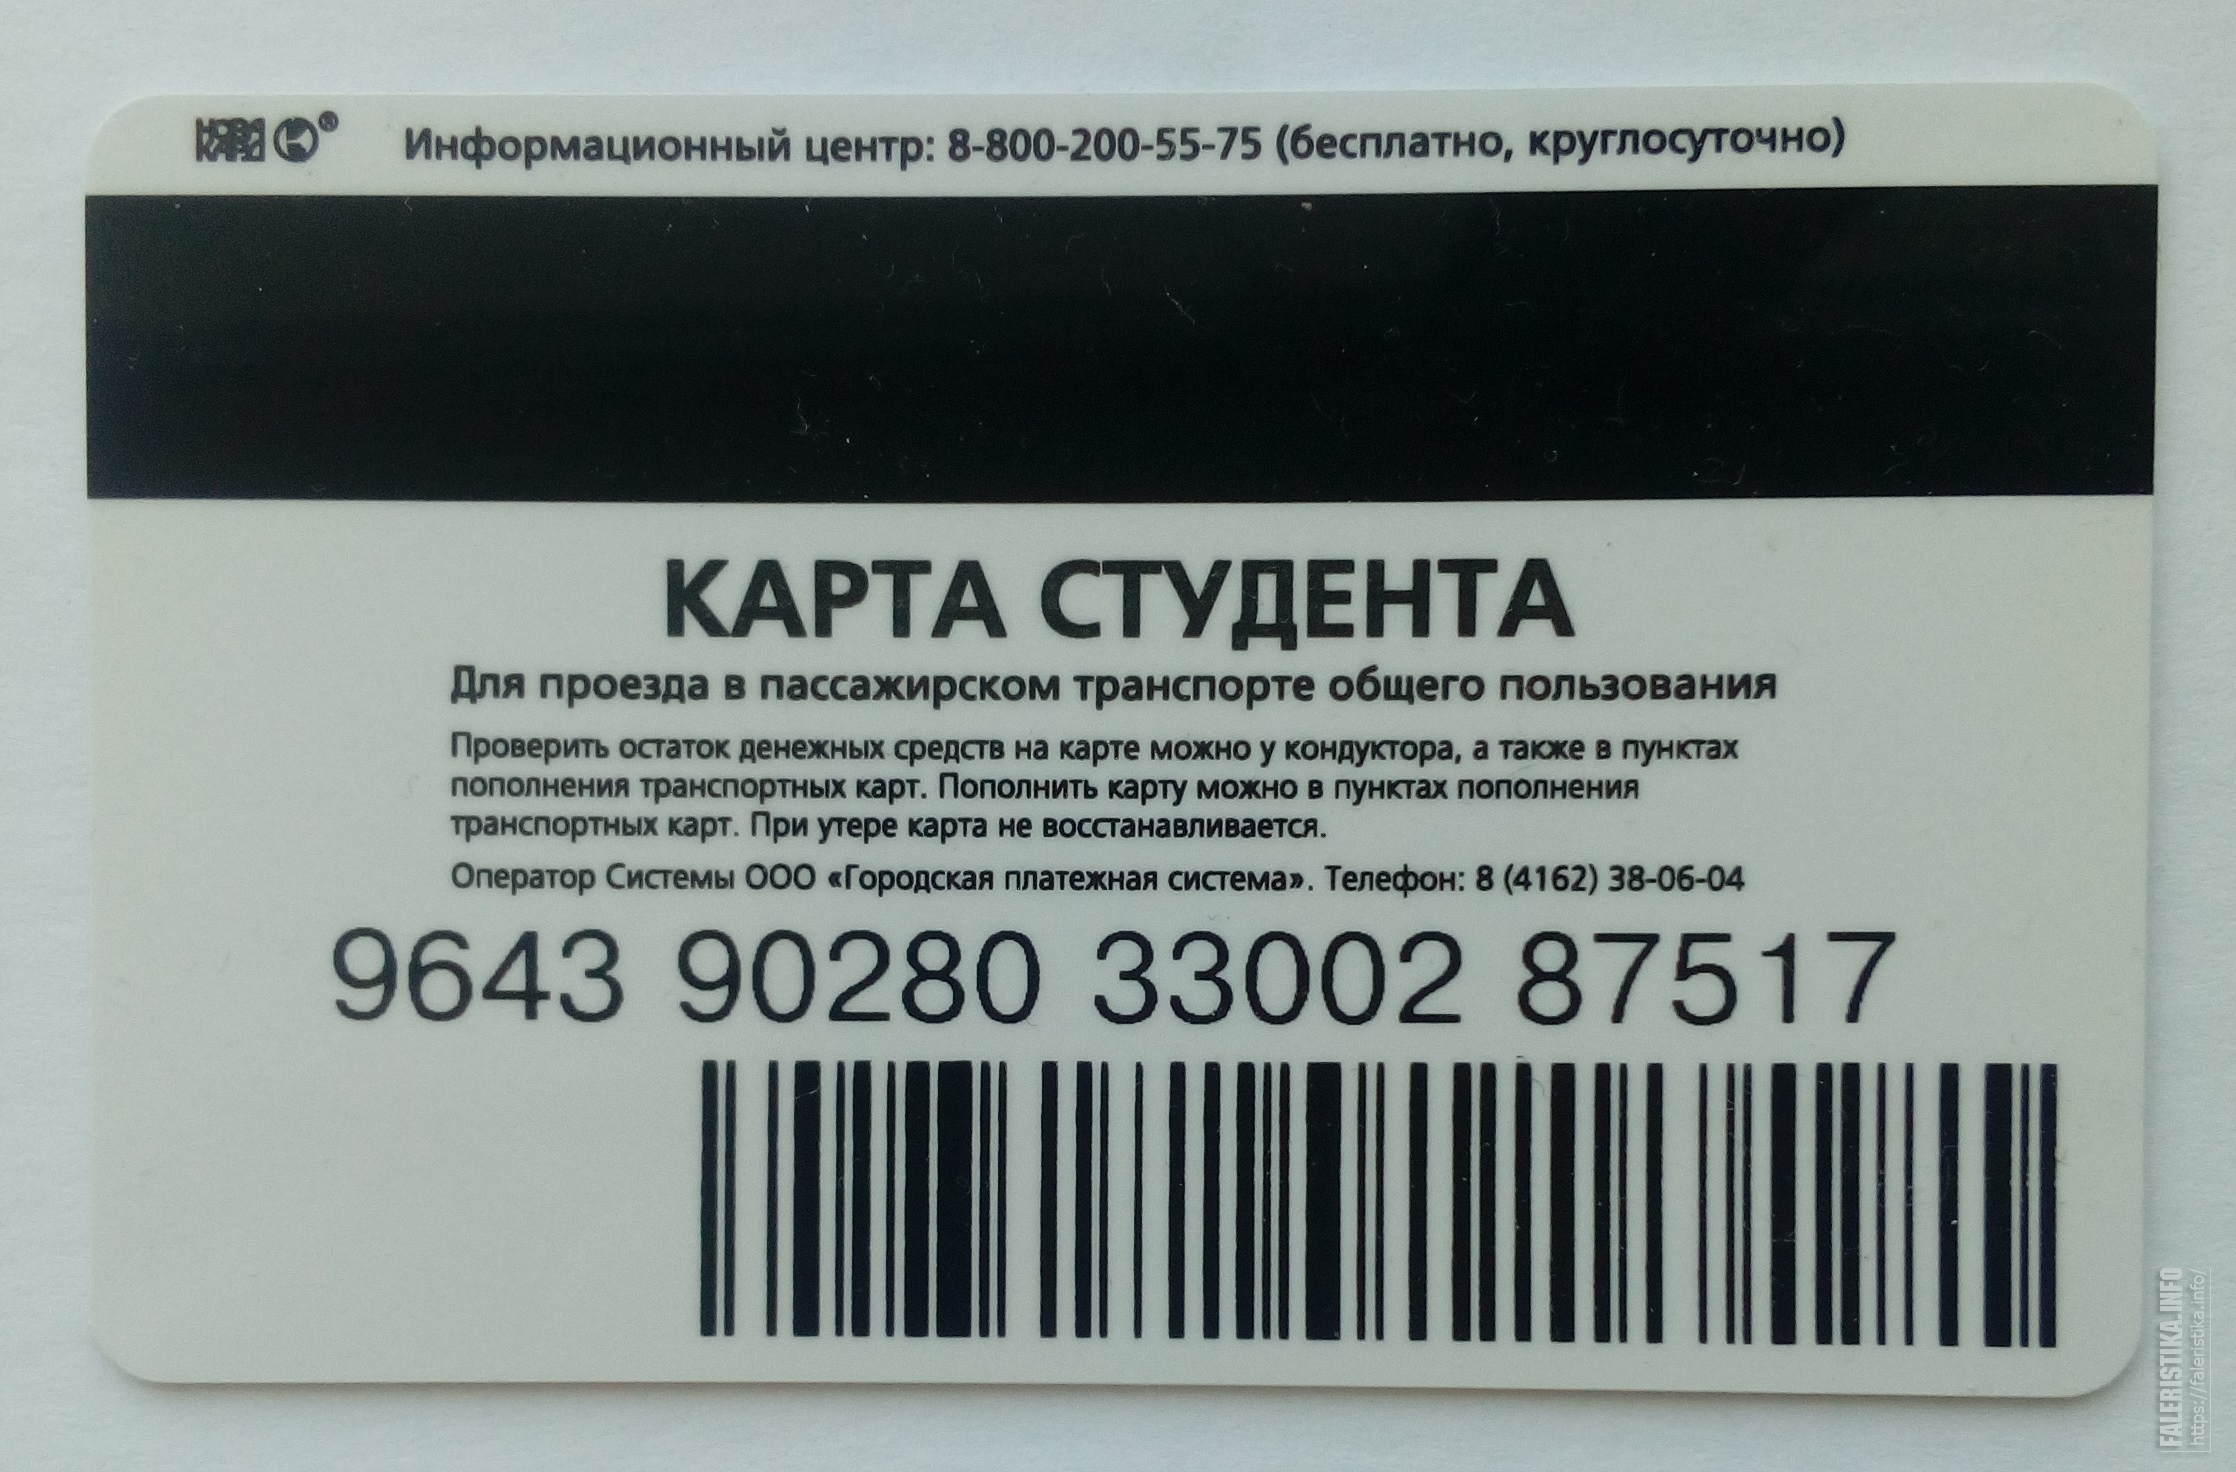 НОВАЯ КАРТА ®
Информационный центр: 8-800-200-55-75 (бесплатно, круглосуточно)
КАРТА СТУДЕНТА
Для проезда в пассажирском транспорте общего пользования
Проверить остаток денежных средств на карте можно у кондуктора, а также в пунктах
пополнения транспортных карт. Пополнить карту можно в пунктах пополнения
транспортных карт. При утере карта не восстанавливается.
Оператор Системы ООО «Городская платежная система». Телефон: 8 (4162) 38-06-04
9643 90280 33002 87517
FALERISTIKA.INFO
https://faleristika.info/